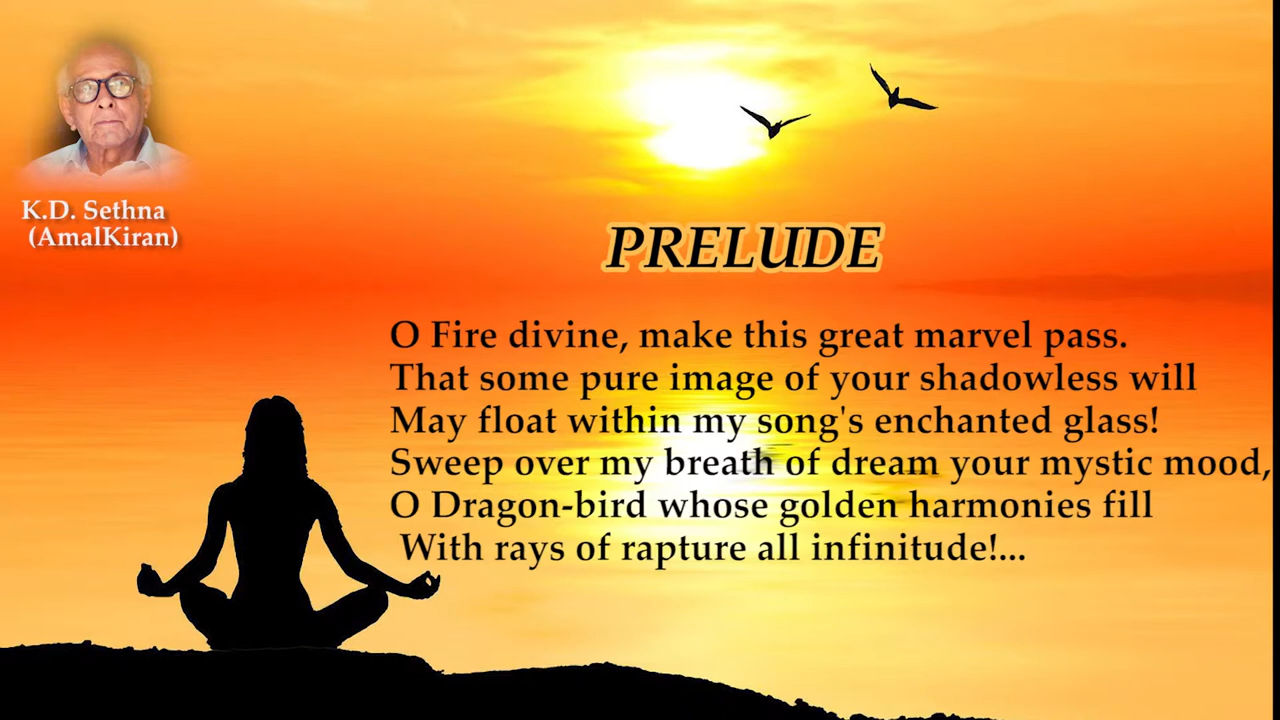 K.D. Sethna
(AmalKiran)
PRELUDE
O Fire divine, make this great marvel pass.
That some pure image of your shadowless will
May float within my song's enchanted glass!
Sweep over my breath of dream your mystic mood,
O Dragon-bird whose golden harmonies fill
With rays of rapture all infinitude!...